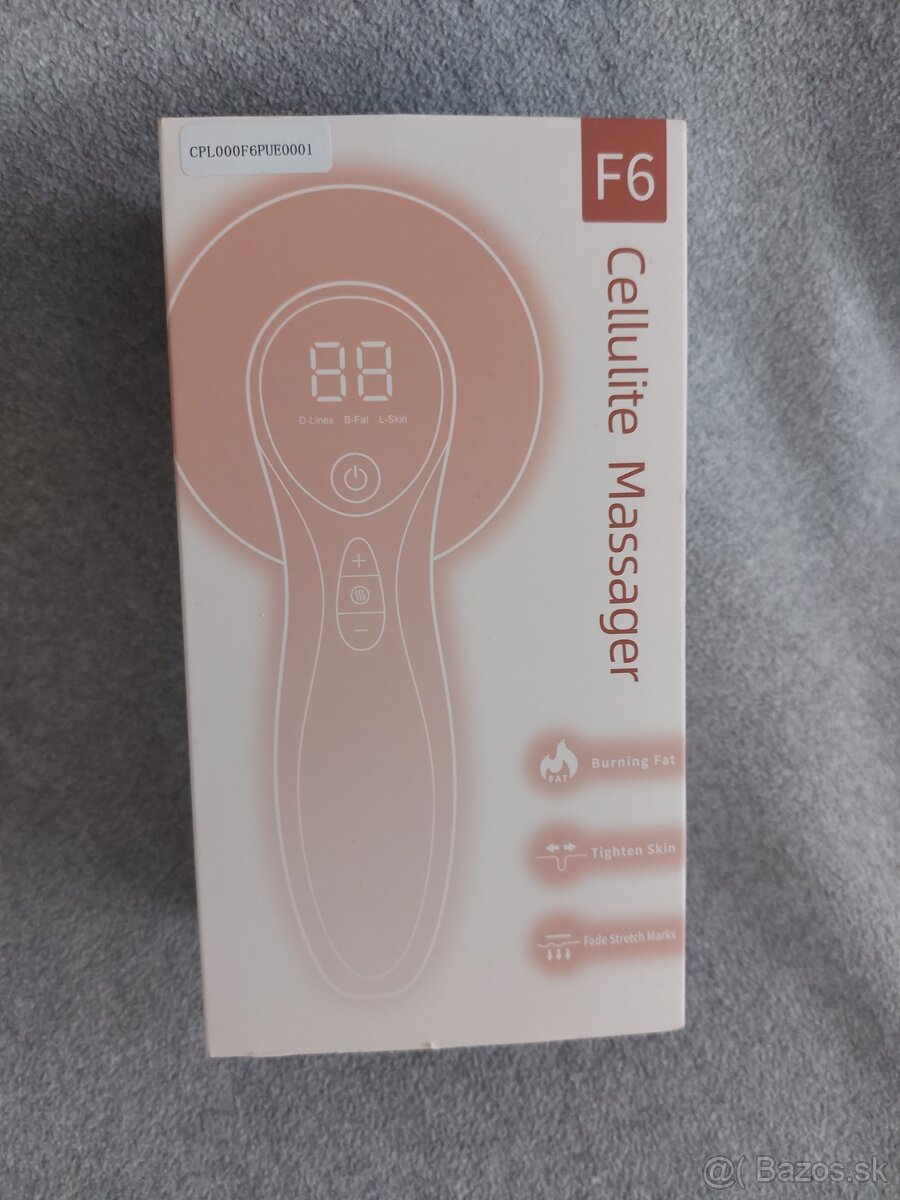 CPL000F6PUE0001
F6
Cellulite Massager
88
D-Lines B-Fat L-Skin
FAT
Burning Fat
Tighten Skin
Fade Stretch Marks
@( Bazos.sk